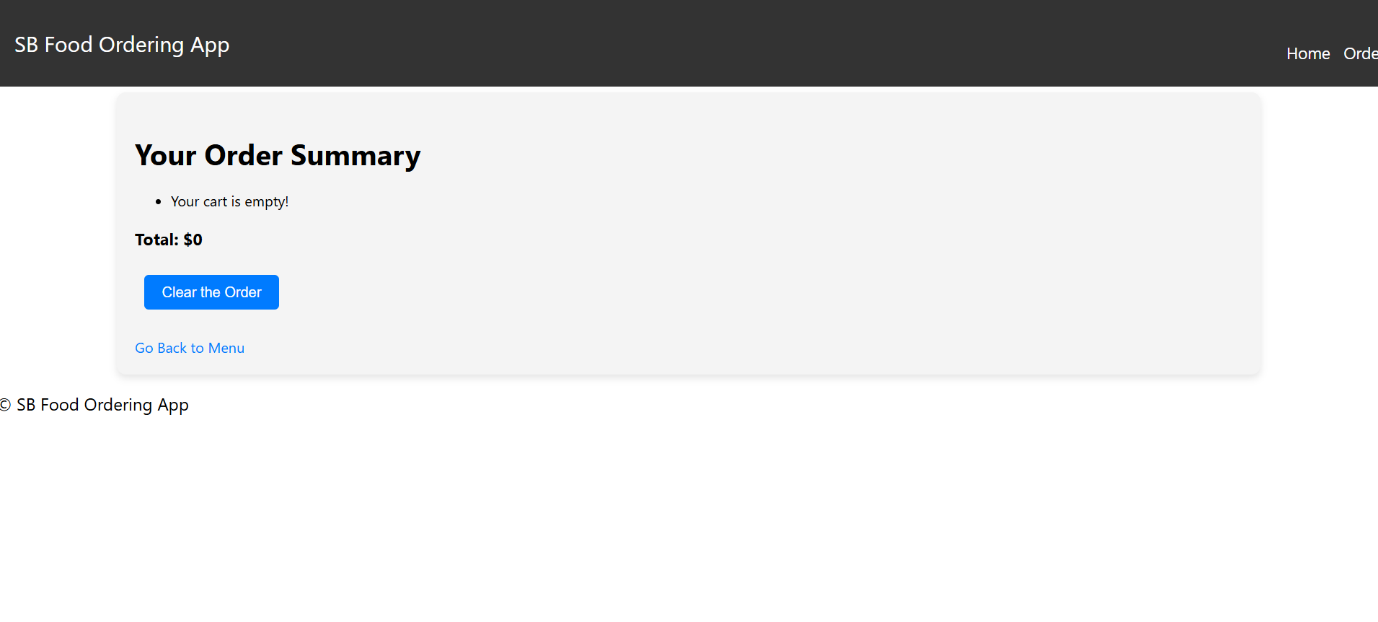 SB Food Ordering App
Home Orde
Your Order Summary
Your cart is empty!
Total: $0
Clear the Order
Go Back to Menu
© SB Food Ordering App